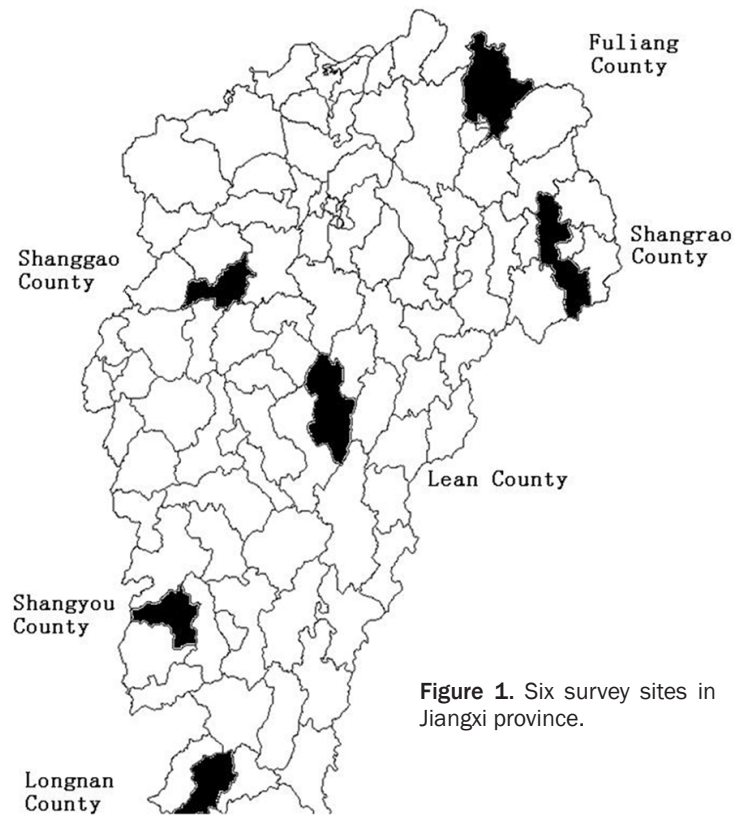 Fuliang
County
Shangrao
County
Shanggao
County
Lean County
Shangyou
County
Figure 1. Six survey sites in
Jiangxi province.
Longnan
County